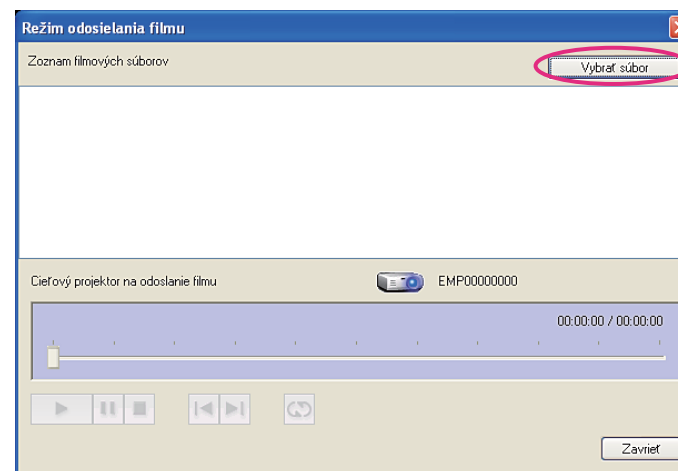 Režim odosielania filmu
Zoznam filmových súborov
Vybrať súbor
Cieľový projektor na odoslanie filmu
EMP00000000
00:00:00 / 00:00:00
Zavrieť